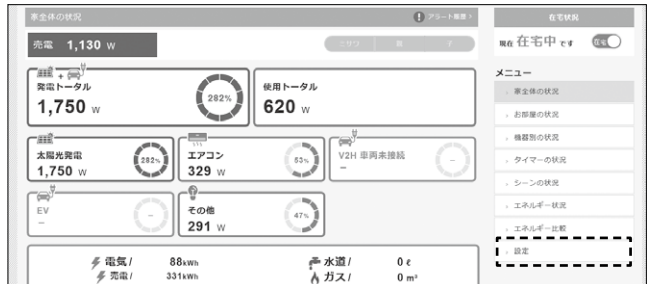 家全体の状況
アラート履歴 ›
売電 1,130 W
発電トータル
1,750 W
282%
使用トータル
620 W
太陽光発電
1,750 W
282%
エアコン
329 W
53%
V2H 車両未接続
–
–
EV
–
–
その他
291 W
47%
電気/ 88kWh
売電/ 331kWh
水道/ 0 ℓ
ガス/ 0 m³
在宅状況
現在 在宅中 です
在宅
メニュー
› 家全体の状況
› お部屋の状況
› 機器別の状況
› タイマーの状況
› シーンの状況
› エネルギー状況
› エネルギー比較
› 設定